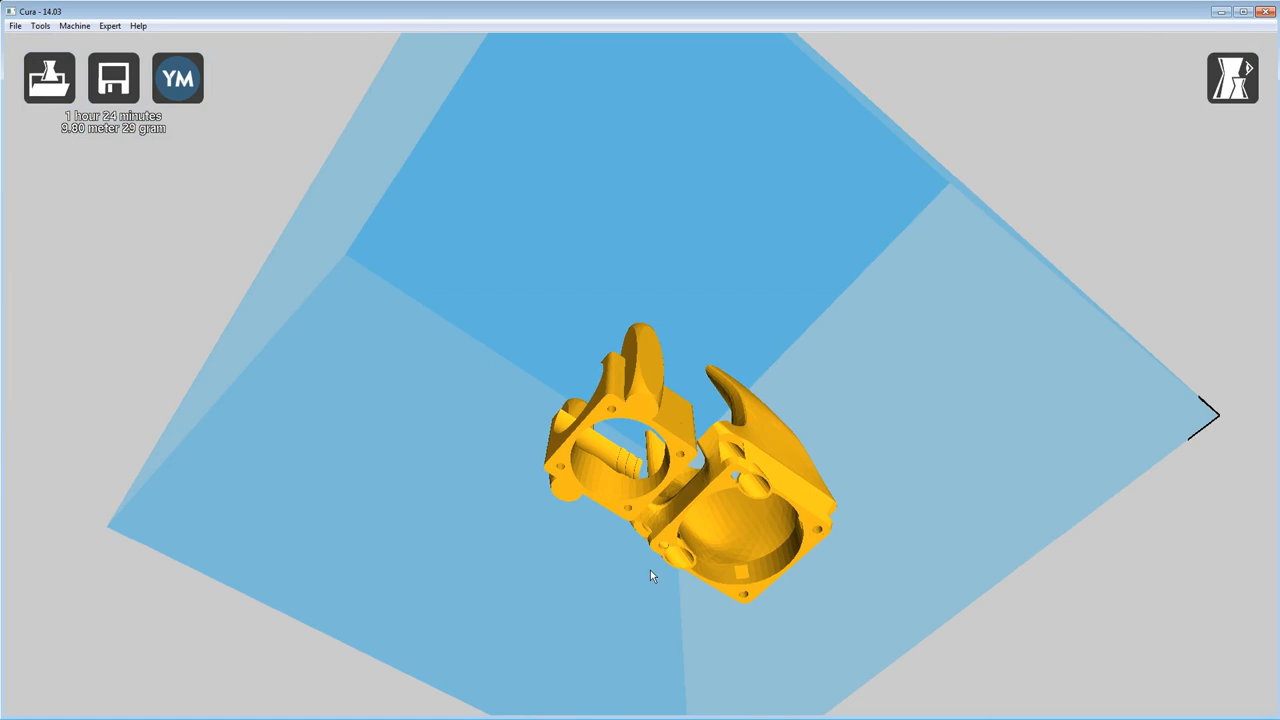 Cura - 14.03
File Tools Machine Expert Help
YM
1 hour 24 minutes
9.80 meter 29 gram